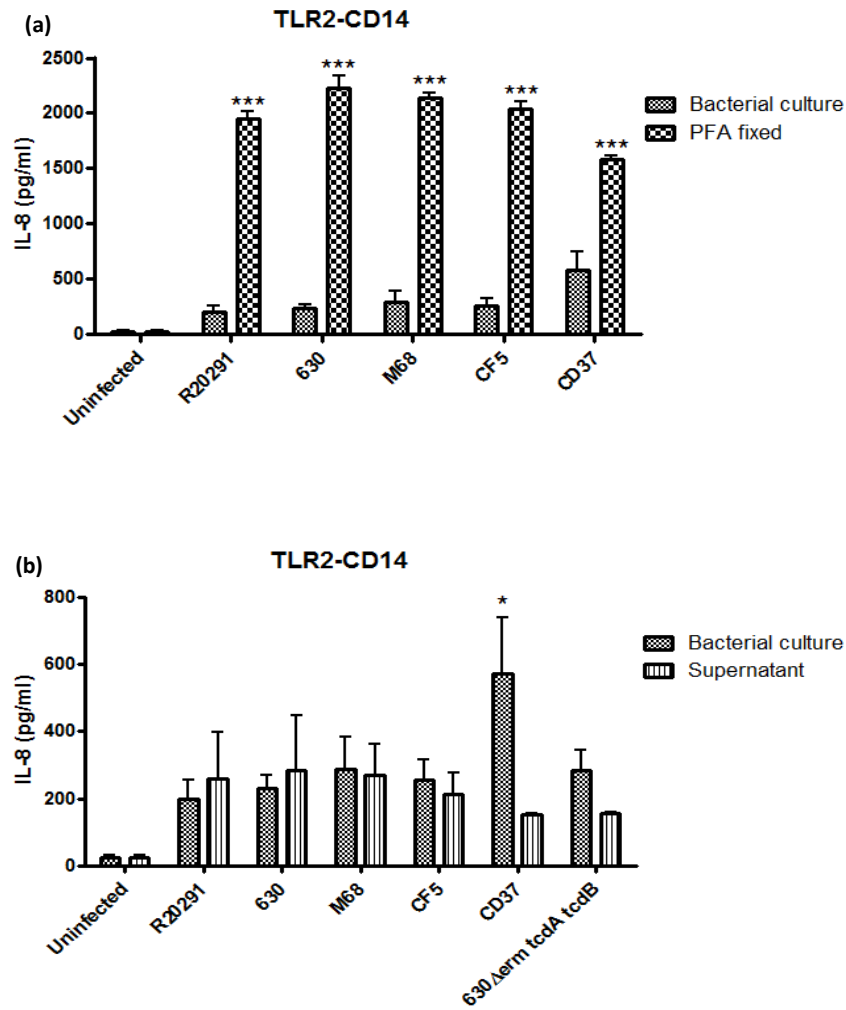 (a)
TLR2-CD14
IL-8 (pg/ml)
2500
2000
1500
1000
500
0
***
***
***
***
***
Bacterial culture
PFA fixed
Uninfected
R20291
630
M68
CF5
CD37
(b)
TLR2-CD14
IL-8 (pg/ml)
800
600
400
200
0
*
Bacterial culture
Supernatant
Uninfected
R20291
630
M68
CF5
CD37
630Δerm tcdA tcdB